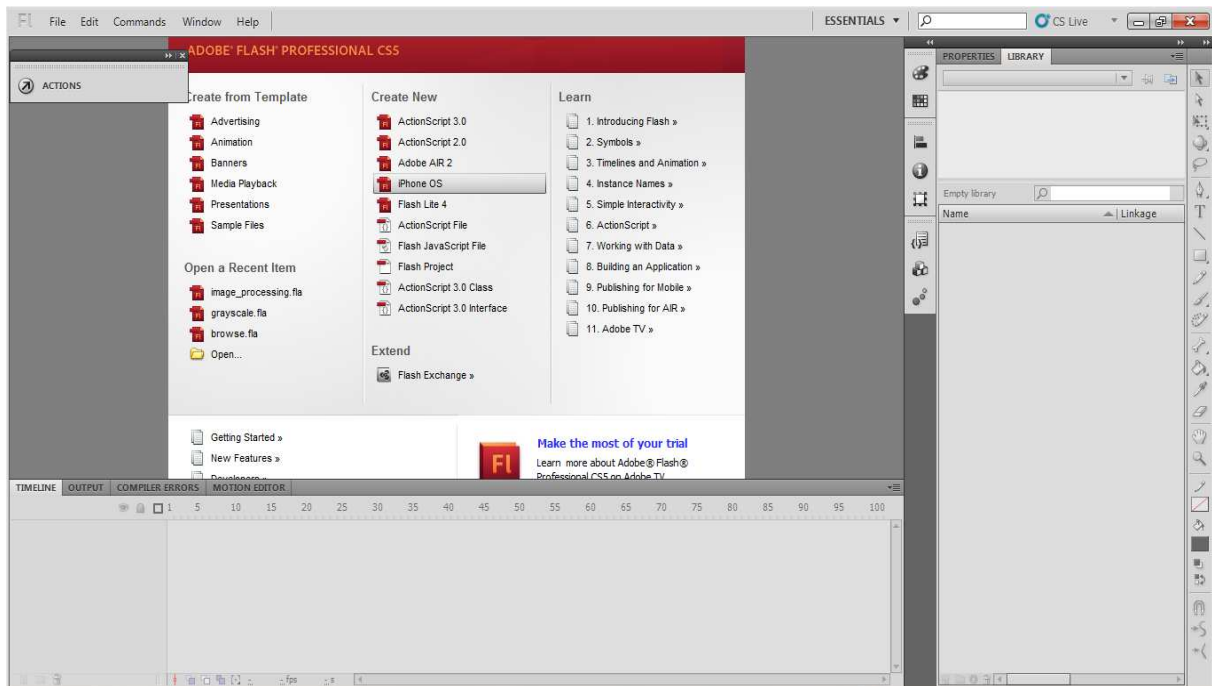 Fl File Edit Commands Window Help ESSENTIALS CS Live
ADOBE® FLASH® PROFESSIONAL CS5
ACTIONS
Create from Template
Advertising
Animation
Banners
Media Playback
Presentations
Sample Files
Open a Recent Item
image_processing.fla
grayscale.fla
browse.fla
Open...
Create New
ActionScript 3.0
ActionScript 2.0
Adobe AIR 2
iPhone OS
Flash Lite 4
ActionScript File
Flash JavaScript File
Flash Project
ActionScript 3.0 Class
ActionScript 3.0 Interface
Extend
Flash Exchange »
Learn
1. Introducing Flash »
2. Symbols »
3. Timelines and Animation »
4. Instance Names »
5. Simple Interactivity »
6. ActionScript »
7. Working with Data »
8. Building an Application »
9. Publishing for Mobile »
10. Publishing for AIR »
11. Adobe TV »
Getting Started »
New Features »
Developers »
Fl
Make the most of your trial
Learn more about Adobe® Flash®
Professional CS5 on Adobe TV
PROPERTIES LIBRARY
Empty library
Name Linkage
TIMELINE OUTPUT COMPILER ERRORS MOTION EDITOR
1 5 10 15 20 25 30 35 40 45 50 55 60 65 70 75 80 85 90 95 100
fps s